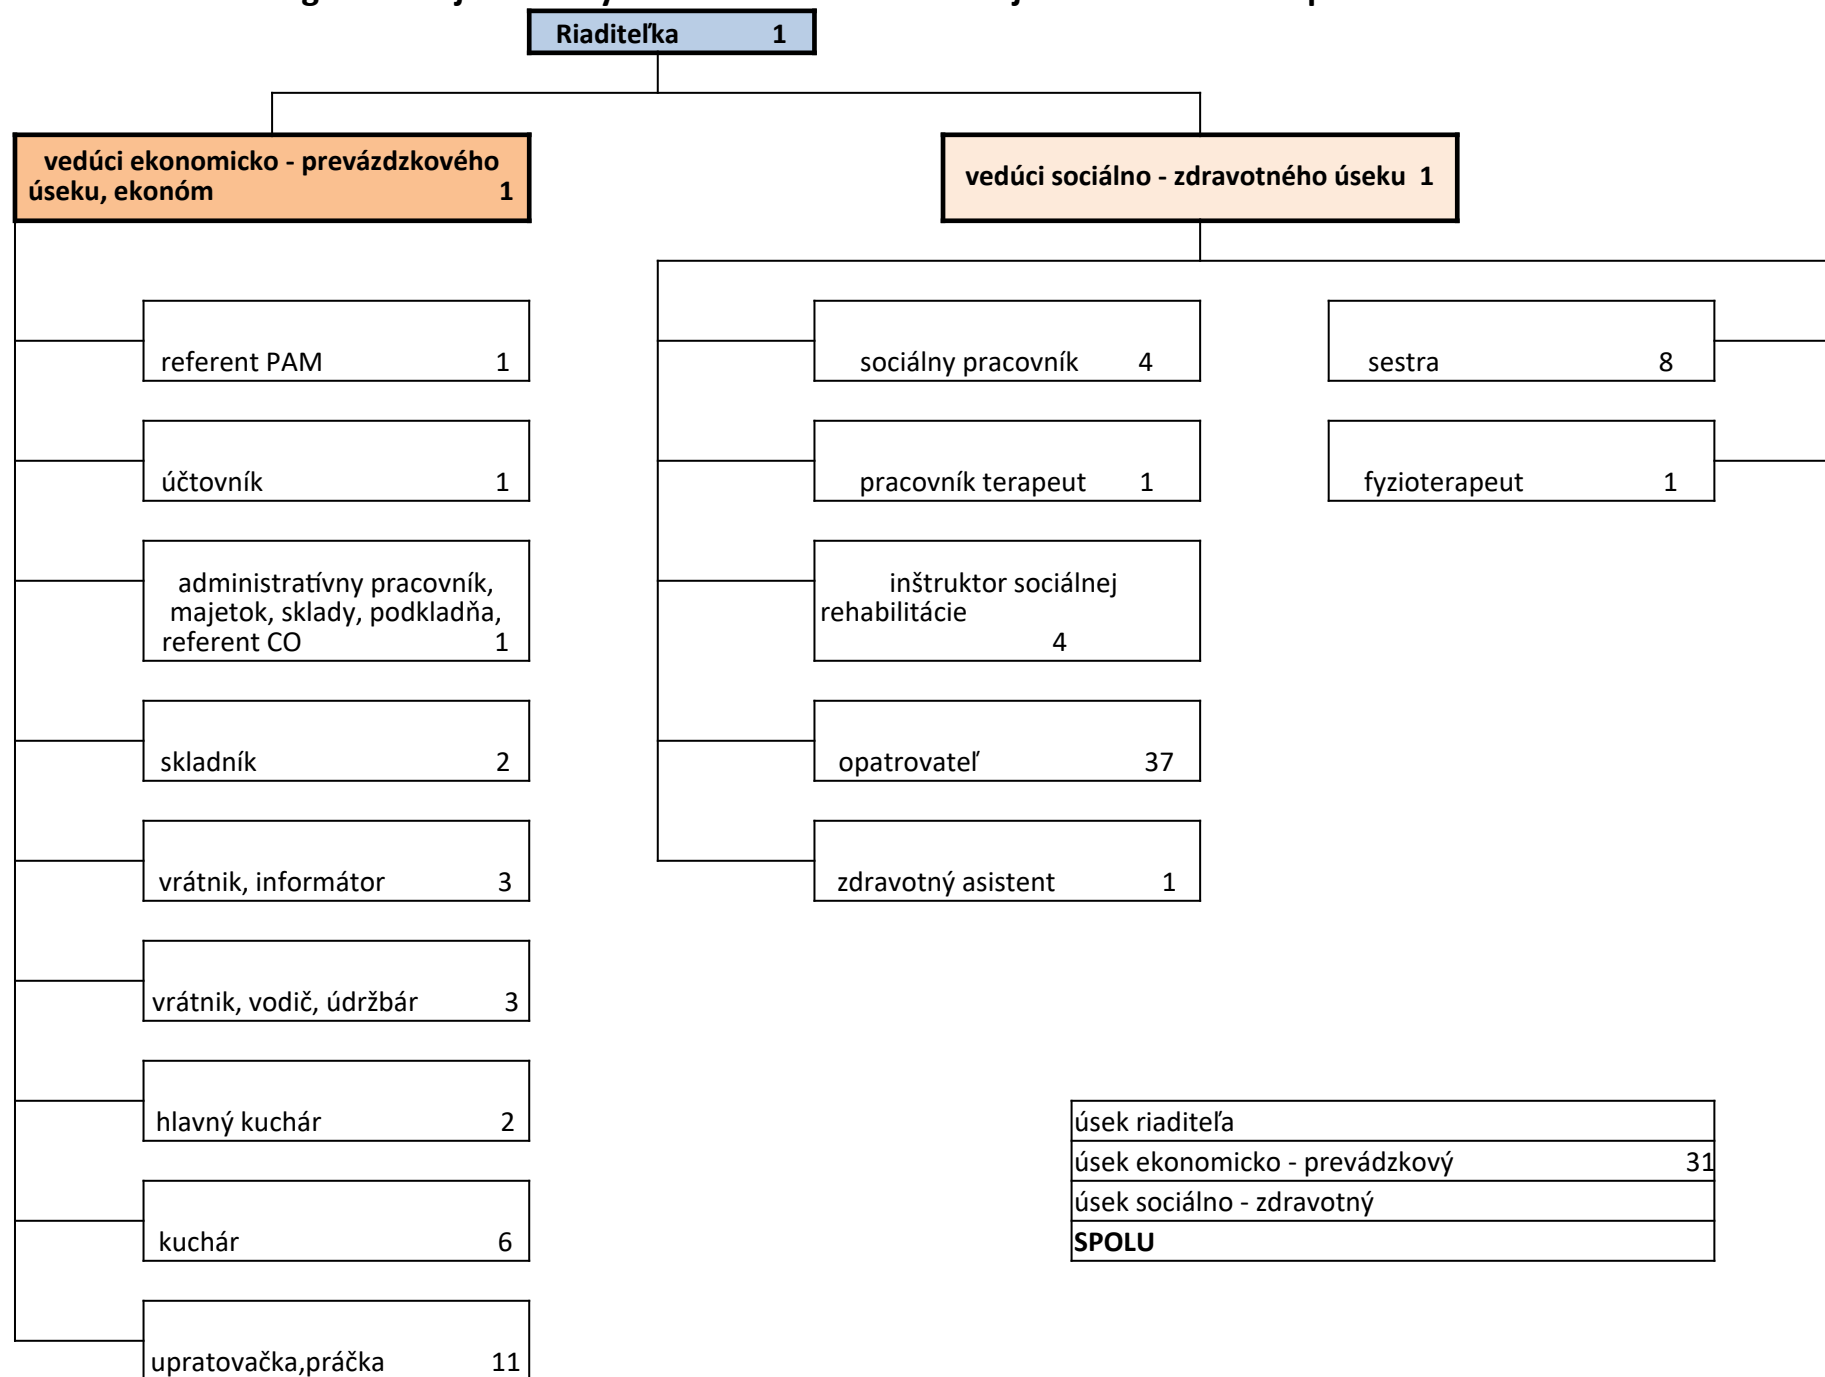 Riaditeľka 1
vedúci ekonomicko - prevázdzkového
úseku, ekonóm 1
vedúci sociálno - zdravotného úseku 1
referent PAM 1
sociálny pracovník 4
sestra 8
účtovník 1
pracovník terapeut 1
fyzioterapeut 1
administratívny pracovník,
majetok, sklady, podkladňa,
referent CO 1
inštruktor sociálnej
rehabilitácie
4
skladník 2
opatrovateľ 37
vrátnik, informátor 3
zdravotný asistent 1
vrátnik, vodič, údržbár 3
hlavný kuchár 2
úsek riaditeľa
úsek ekonomicko - prevádzkový 31
úsek sociálno - zdravotný
SPOLU
kuchár 6
upratovačka,práčka 11